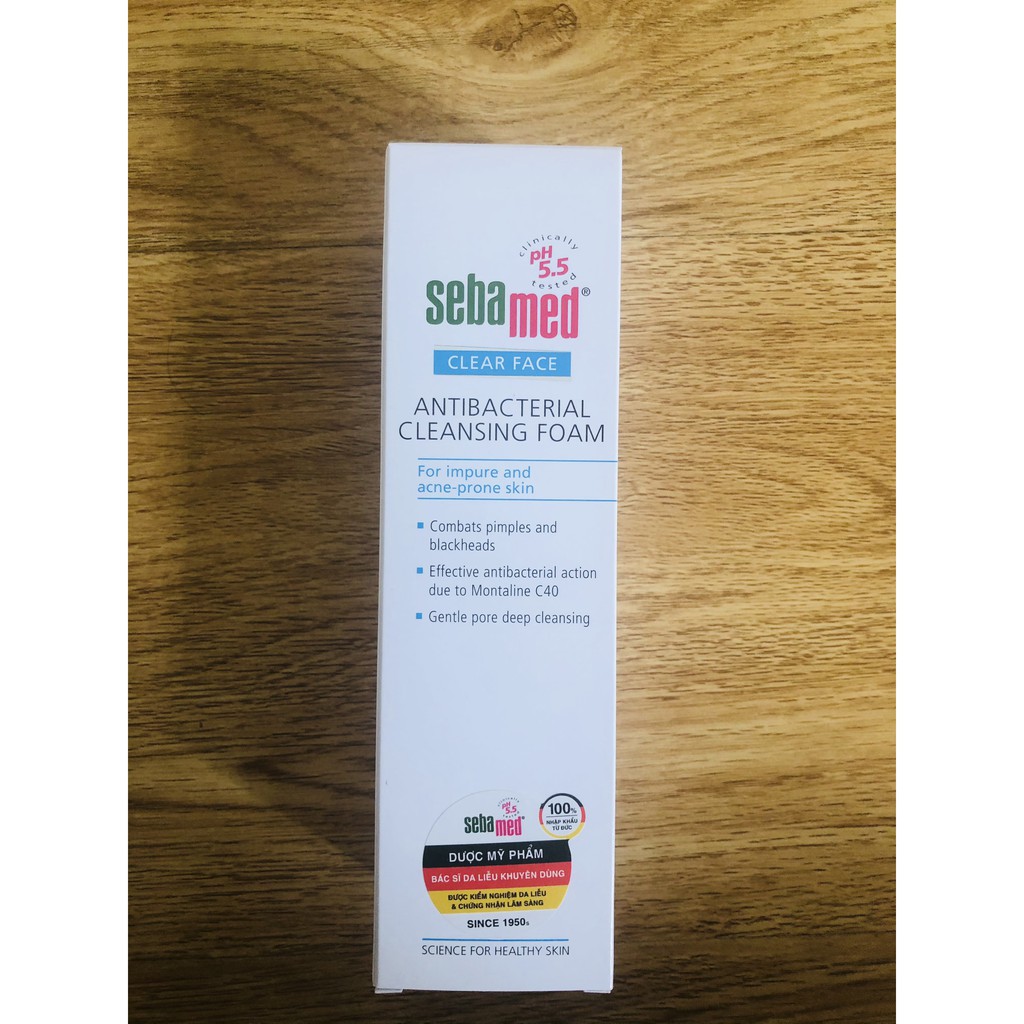 clinically
pH
5.5
tested
sebamed®
CLEAR FACE
ANTIBACTERIAL
CLEANSING FOAM
For impure and
acne-prone skin
▪ Combats pimples and
blackheads
▪ Effective antibacterial action
due to Montaline C40
▪ Gentle pore deep cleansing
clinically
pH
5.5
tested
sebamed®
100%
NHẬP KHẨU
TỪ ĐỨC
DƯỢC MỸ PHẨM
BÁC SĨ DA LIỄU KHUYÊN DÙNG
ĐƯỢC KIỂM NGHIỆM DA LIỄU
& CHỨNG NHẬN LÂM SÀNG
SINCE 1950s
SCIENCE FOR HEALTHY SKIN